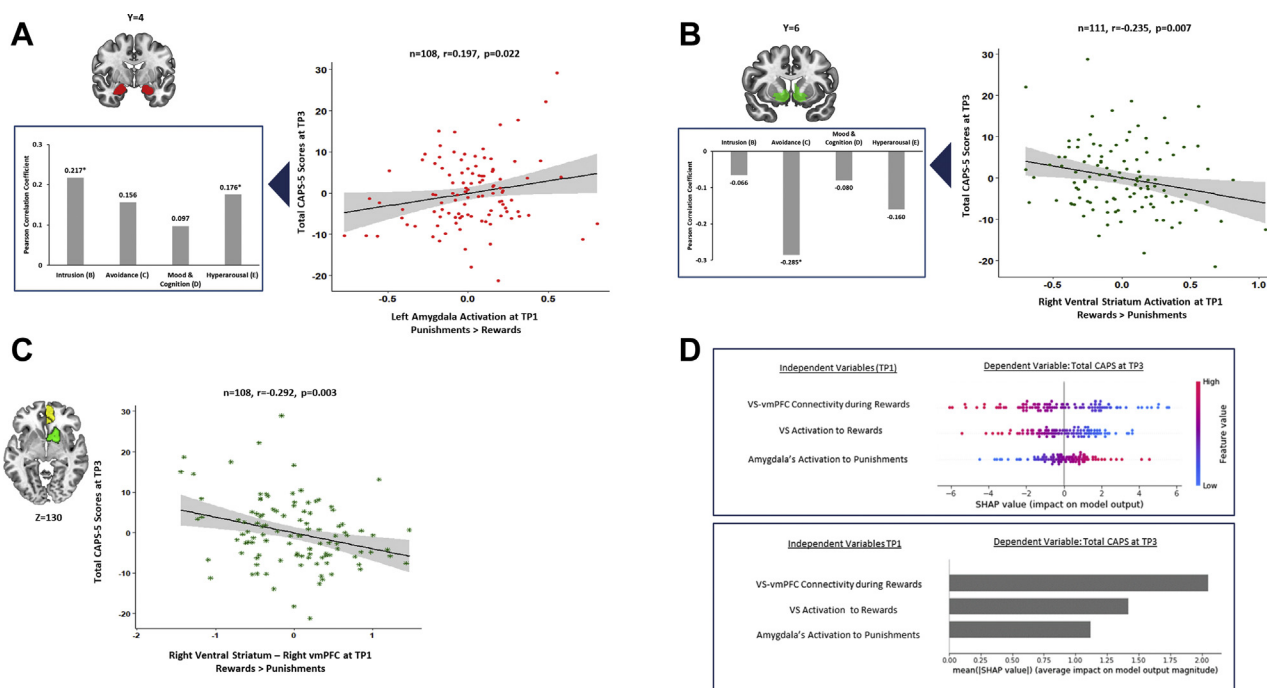 A
Y=4
n=108, r=0.197, p=0.022
Total CAPS-5 Scores at TP3
30
20
10
0
-10
-20
-0.5
0.0
0.5
Left Amygdala Activation at TP1
Punishments > Rewards
Pearson Correlation Coefficient
0.3
0.2
0.1
0
0.217*
0.156
0.097
0.176*
Intrusion (B)
Avoidance (C)
Mood &
Cognition (D)
Hyperarousal (E)
B
Y=6
n=111, r=-0.235, p=0.007
Total CAPS-5 Scores at TP3
30
20
10
0
-10
-20
-0.5
0.0
0.5
1.0
Right Ventral Striatum Activation at TP1
Rewards > Punishments
Pearson Correlation Coefficient
0
-0.1
-0.2
-0.3
Intrusion (B)
Avoidance (C)
Mood &
Cognition (D)
Hyperarousal (E)
-0.066
-0.285*
-0.080
-0.160
C
Z=130
n=108, r=-0.292, p=0.003
Total CAPS-5 Scores at TP3
30
20
10
0
-10
-20
-2
-1
0
1
Right Ventral Striatum – Right vmPFC at TP1
Rewards > Punishments
D
Independent Variables (TP1)
Dependent Variable: Total CAPS at TP3
VS-vmPFC Connectivity during Rewards
VS Activation to Rewards
Amygdala's Activation to Punishments
-6
-4
-2
0
2
4
6
SHAP value (impact on model output)
High
Feature value
Low
Independent Variables TP1
Dependent Variable: Total CAPS at TP3
VS-vmPFC Connectivity during Rewards
VS Activation to Rewards
Amygdala's Activation to Punishments
0.00
0.25
0.50
0.75
1.00
1.25
1.50
1.75
2.00
mean(|SHAP value|) (average impact on model output magnitude)